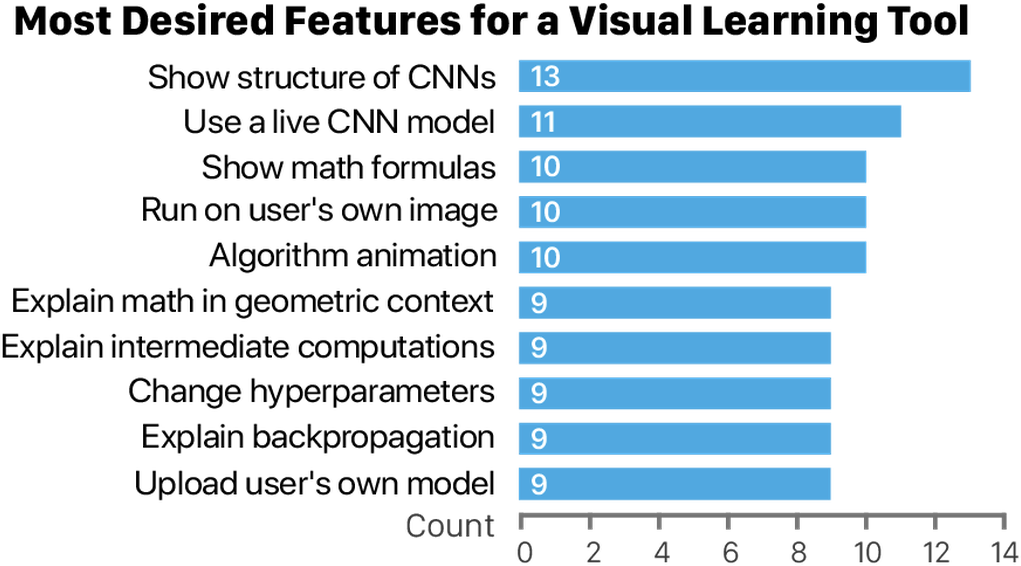 Most Desired Features for a Visual Learning Tool
Show structure of CNNs 13
Use a live CNN model 11
Show math formulas 10
Run on user's own image 10
Algorithm animation 10
Explain math in geometric context 9
Explain intermediate computations 9
Change hyperparameters 9
Explain backpropagation 9
Upload user's own model 9
Count
0 2 4 6 8 10 12 14